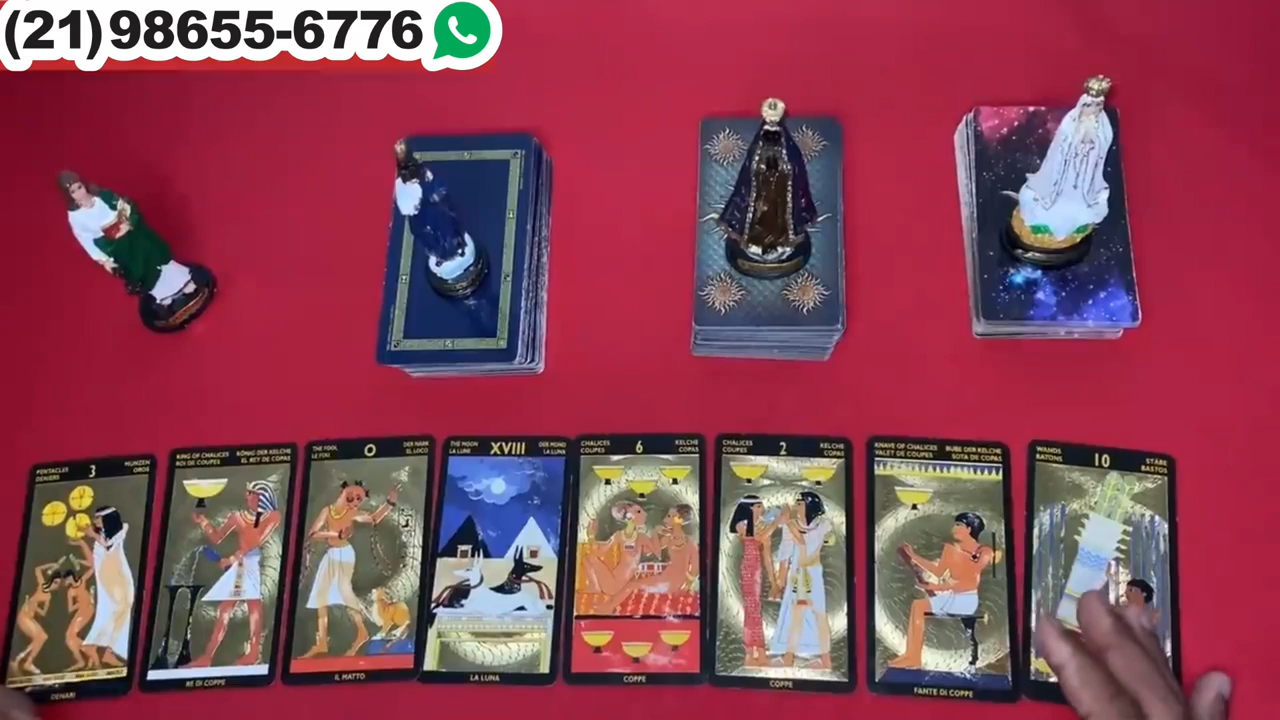 (21)98655-6776
PENTACLES
DENIERS
3
MUNZEN
OROS
DENARI
KING OF CHALICES
ROI DE COUPES
KÖNIG DER KELCHE
EL REY DE COPAS
RE DI COPPE
THE FOOL
LE FOU
0
DER NARR
EL LOCO
IL MATTO
THE MOON
LA LUNE
XVIII
DER MOND
LA LUNA
LA LUNA
CHALICES
COUPES
6
KELCHE
COPAS
COPPE
CHALICES
COUPES
2
KELCHE
COPAS
COPPE
KNAVE OF CHALICES
VALET DE COUPES
BUBE DER KELCHE
SOTA DE COPAS
FANTE DI COPPE
WANDS
BATONS
10
STÄBE
BASTOS